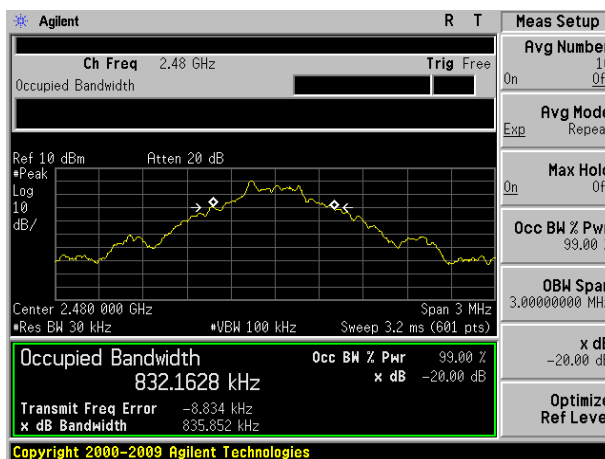 Agilent R T Meas Setup
Avg Number
Ch Freq 2.48 GHz Trig Free
On
Occupied Bandwidth
Avg Mode
Exp Repea
Ref 10 dBm Atten 20 dB
#Peak
Log
10
dB/
Max Hold
On
Occ BW % Pwr
99.00 %
OBW Span
3.00000000 MH
Center 2.480 000 GHz Span 3 MHz
#Res BW 30 kHz #VBW 100 kHz Sweep 3.2 ms (601 pts)
Occupied Bandwidth Occ BW % Pwr 99.00 %
832.1628 kHz x dB -20.00 dB
Transmit Freq Error -8.834 kHz
x dB Bandwidth 835.852 kHz
x dB
-20.00 dB
Optimize
Ref Level
Copyright 2000-2009 Agilent Technologies